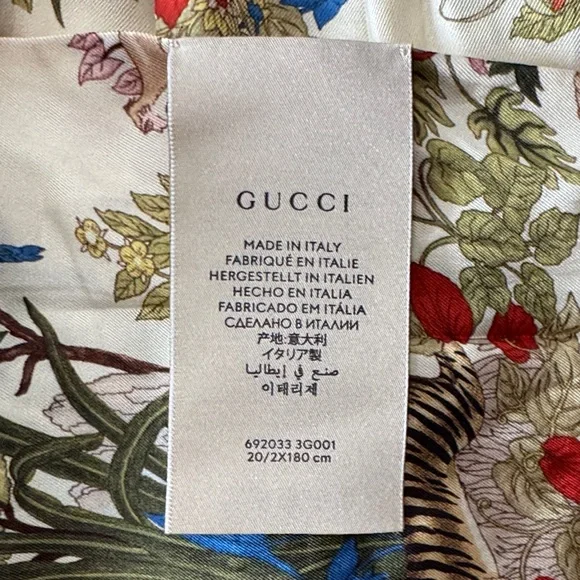 GUCCI
MADE IN ITALY
FABRIQUÉ EN ITALIE
HERGESTELLT IN ITALIEN
HECHO EN ITALIA
FABRICADO EM ITÁLIA
СДЕЛАНО В ИТАЛИИ
产地:意大利
イタリア製
صنع في إيطاليا
이태리제
692033 3G001
20/2X180 cm